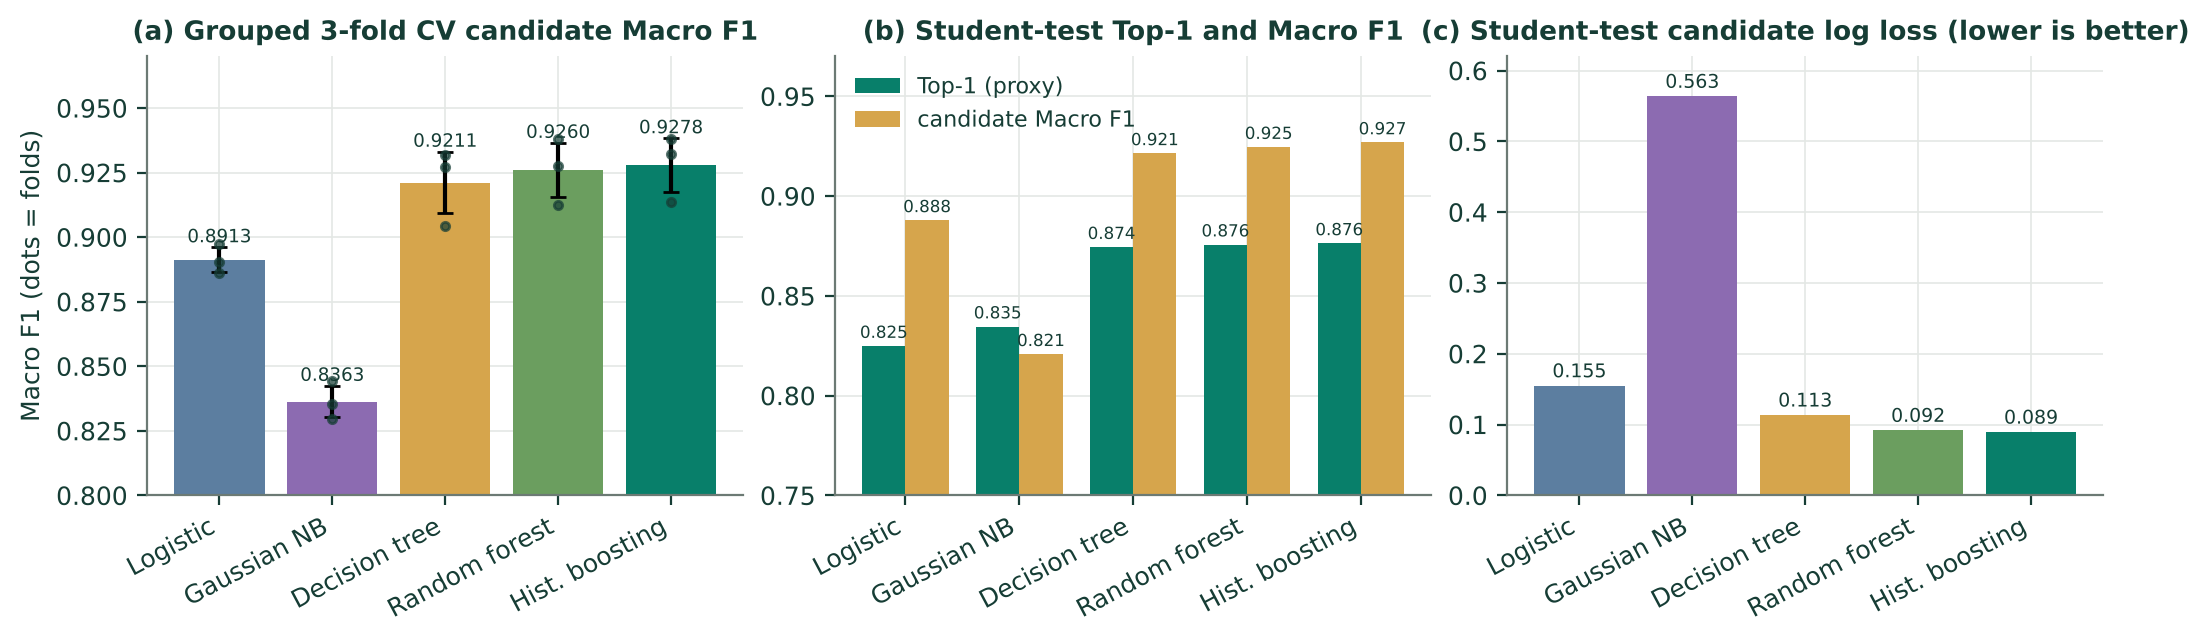 (a) Grouped 3-fold CV candidate Macro F1
Macro F1 (dots = folds)
0.950
0.925
0.900
0.875
0.850
0.825
0.800
0.8913
0.8363
0.9211
0.9260
0.9278
Logistic
Gaussian NB
Decision tree
Random forest
Hist. boosting
(b) Student-test Top-1 and Macro F1
Top-1 (proxy)
candidate Macro F1
0.95
0.90
0.85
0.80
0.75
0.825
0.888
0.835
0.821
0.874
0.921
0.876
0.925
0.876
0.927
Logistic
Gaussian NB
Decision tree
Random forest
Hist. boosting
(c) Student-test candidate log loss (lower is better)
0.6
0.5
0.4
0.3
0.2
0.1
0.0
0.155
0.563
0.113
0.092
0.089
Logistic
Gaussian NB
Decision tree
Random forest
Hist. boosting